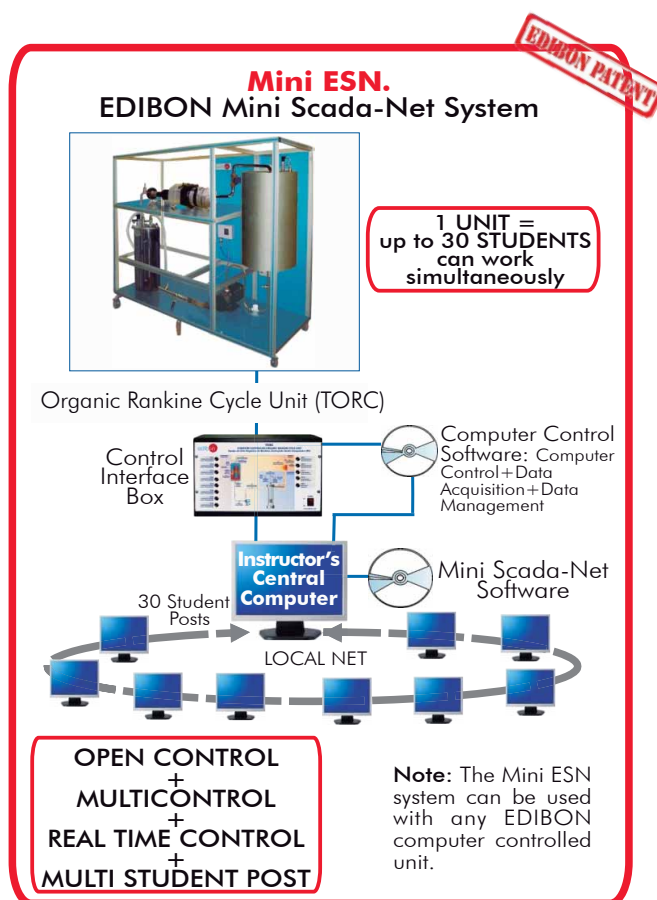 EDIBON PATENT
Mini ESN.
EDIBON Mini Scada-Net System
1 UNIT =
up to 30 STUDENTS
can work
simultaneously
Organic Rankine Cycle Unit (TORC)
Control
Interface
Box
Computer Control
Software: Computer
Control+Data
Acquisition+Data
Management
Instructor's
Central
Computer
Mini Scada-Net
Software
30 Student
Posts
LOCAL NET
OPEN CONTROL
+
MULTICONTROL
+
REAL TIME CONTROL
+
MULTI STUDENT POST
Note: The Mini ESN
system can be used
with any EDIBON
computer controlled
unit.